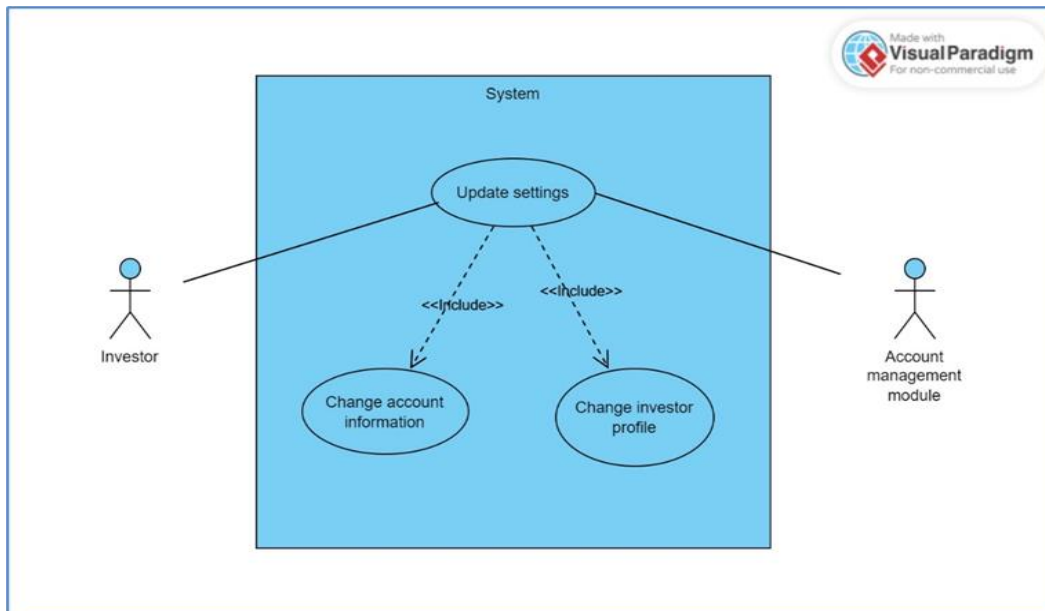 Made with
Visual Paradigm
For non-commercial use
System
Update settings
<<Include>>
<<Include>>
Investor
Account
management
module
Change account
information
Change investor
profile